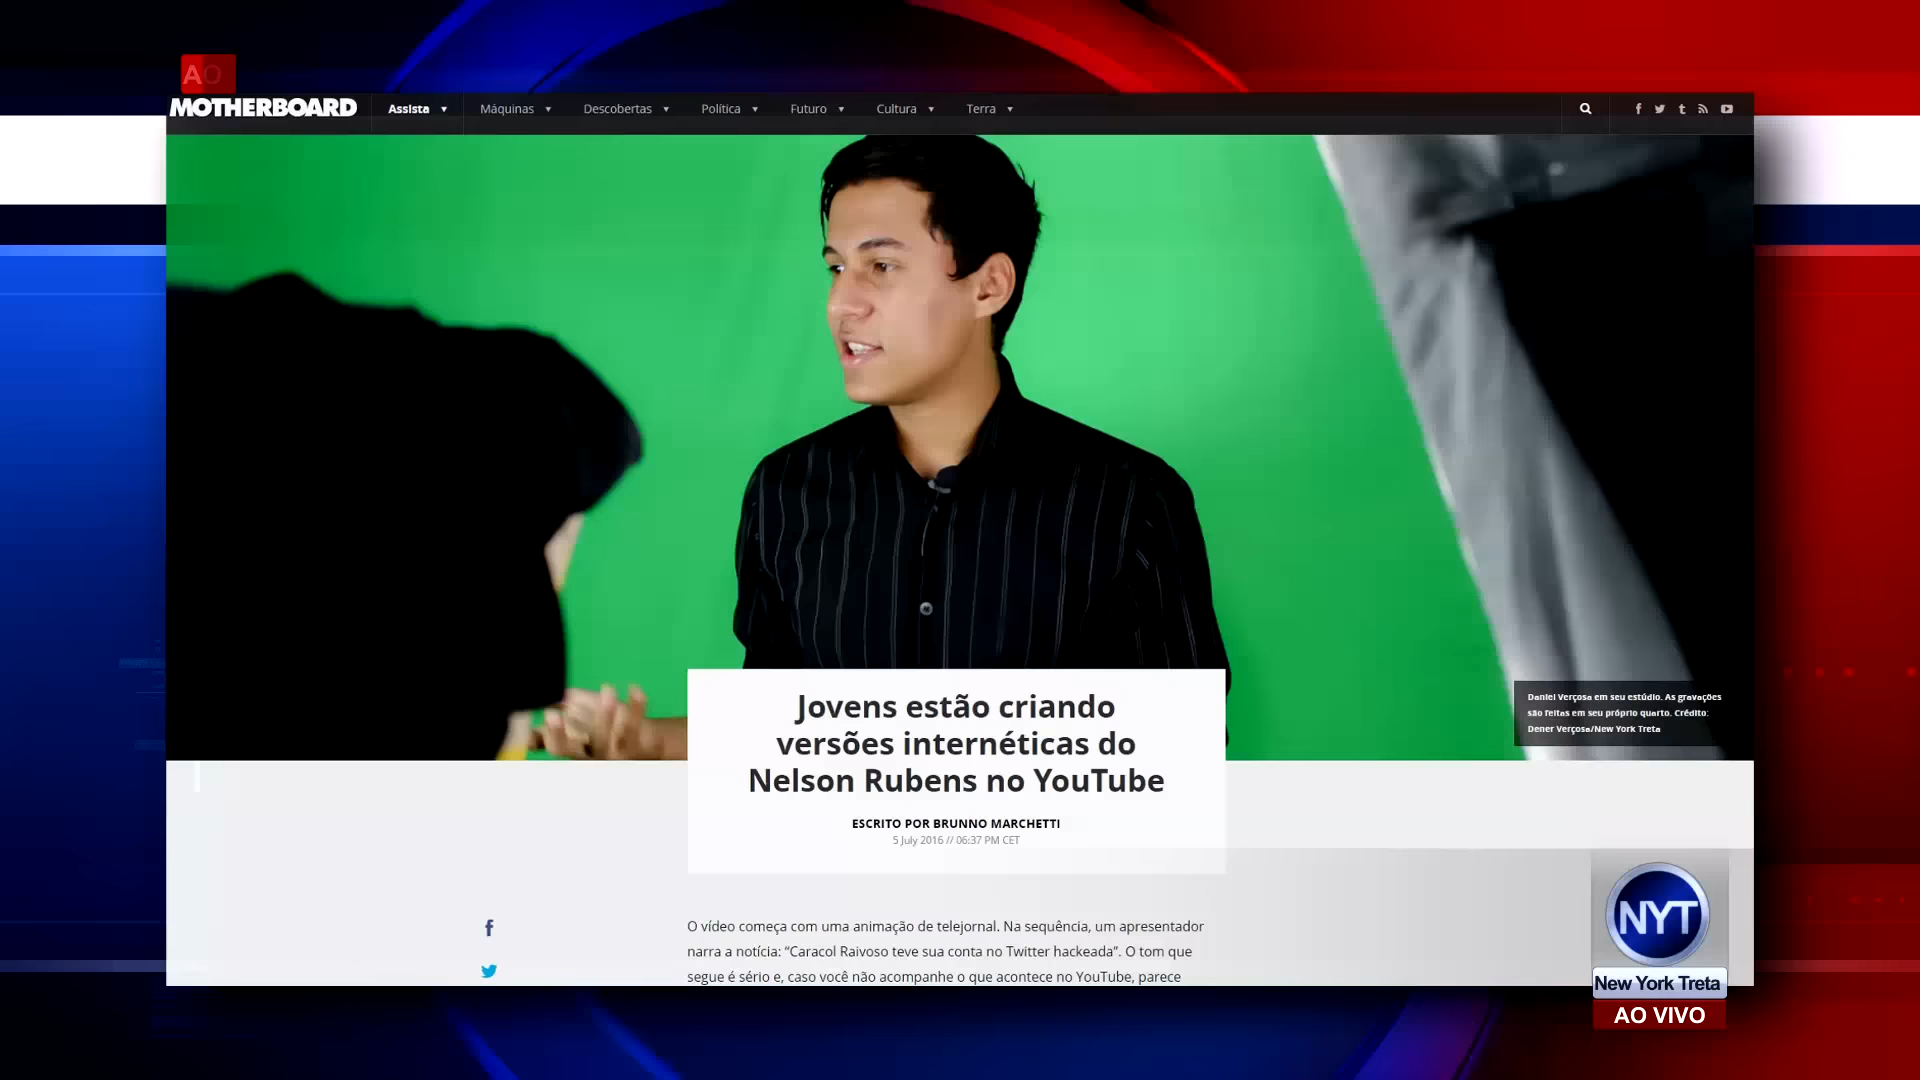 AO
MOTHERBOARD
Assista
Máquinas
Descobertas
Política
Futuro
Cultura
Terra
Daniel Verçosa em seu estúdio. As gravações
são feitas em seu próprio quarto. Crédito:
Dener Verçosa/New York Treta
Jovens estão criando
versões internéticas do
Nelson Rubens no YouTube
ESCRITO POR BRUNNO MARCHETTI
5 July 2016 // 06:37 PM CET
O vídeo começa com uma animação de telejornal. Na sequência, um apresentador
narra a notícia: “Caracol Raivoso teve sua conta no Twitter hackeada”. O tom que
segue é sério e, caso você não acompanhe o que acontece no YouTube, parece
NYT
New York Treta
AO VIVO